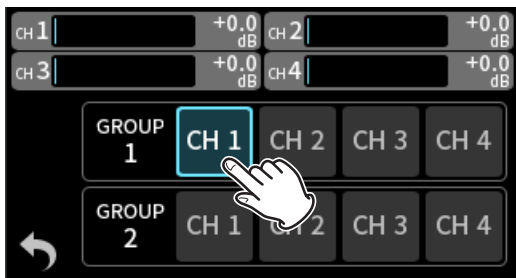 CH 1 +0.0 dB CH 2 +0.0 dB
CH 3 +0.0 dB CH 4 +0.0 dB
GROUP 1 CH 1 CH 2 CH 3 CH 4
GROUP 2 CH 1 CH 2 CH 3 CH 4